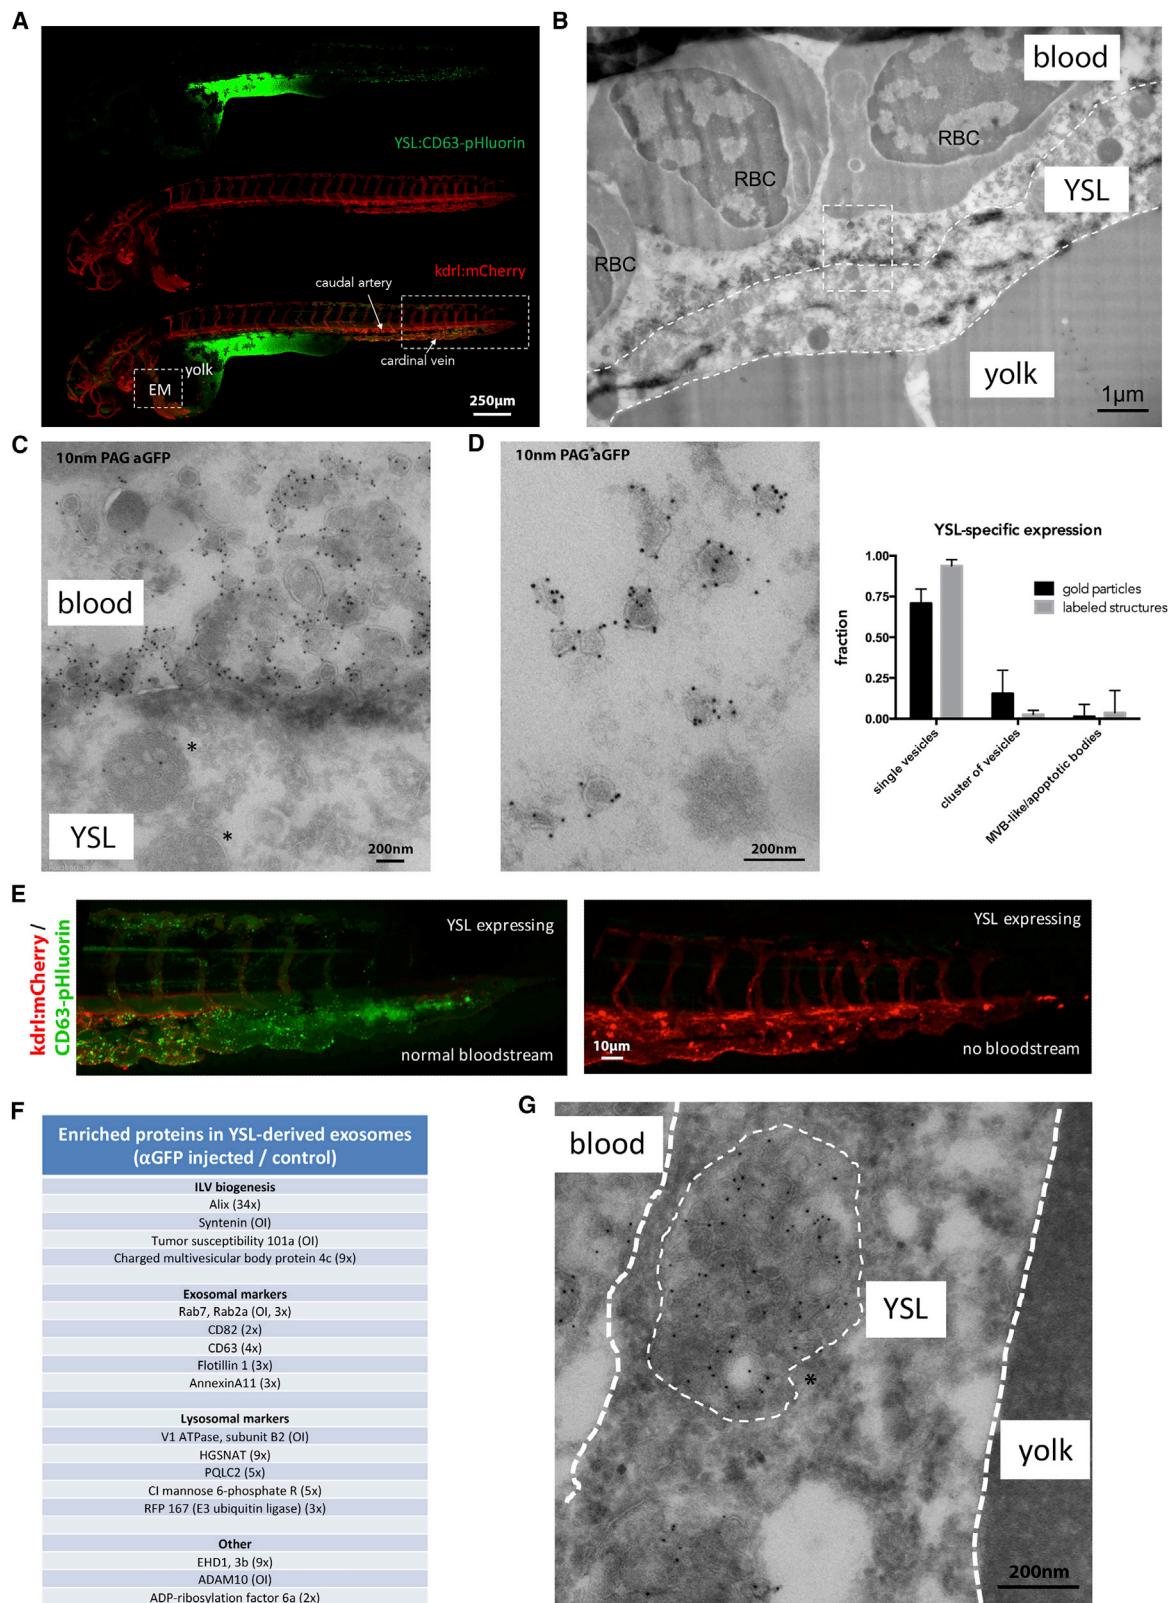 A
YSL:CD63-pHluorin
kdrl:mCherry
caudal artery
cardinal vein
yolk
EM
250µm
B
blood
RBC
RBC
RBC
YSL
yolk
1µm
C
10nm PAG aGFP
blood
*
*
YSL
200nm
D
10nm PAG aGFP
200nm
YSL-specific expression
gold particles
labeled structures
fraction
1.00
0.75
0.50
0.25
0.00
single vesicles
cluster of vesicles
MVB-like/apoptotic bodies
E
kdrl:mCherry /
CD63-pHluorin
YSL expressing
normal bloodstream
YSL expressing
10µm
no bloodstream
F
Enriched proteins in YSL-derived exosomes
(αGFP injected / control)
ILV biogenesis
Alix (34x)
Syntenin (OI)
Tumor susceptibility 101a (OI)
Charged multivesicular body protein 4c (9x)
Exosomal markers
Rab7, Rab2a (OI, 3x)
CD82 (2x)
CD63 (4x)
Flotillin 1 (3x)
AnnexinA11 (3x)
Lysosomal markers
V1 ATPase, subunit B2 (OI)
HGSNAT (9x)
PQLC2 (5x)
CI mannose 6-phosphate R (5x)
RFP 167 (E3 ubiquitin ligase) (3x)
Other
EHD1, 3b (9x)
ADAM10 (OI)
ADP-ribosylation factor 6a (2x)
G
blood
YSL
*
yolk
200nm